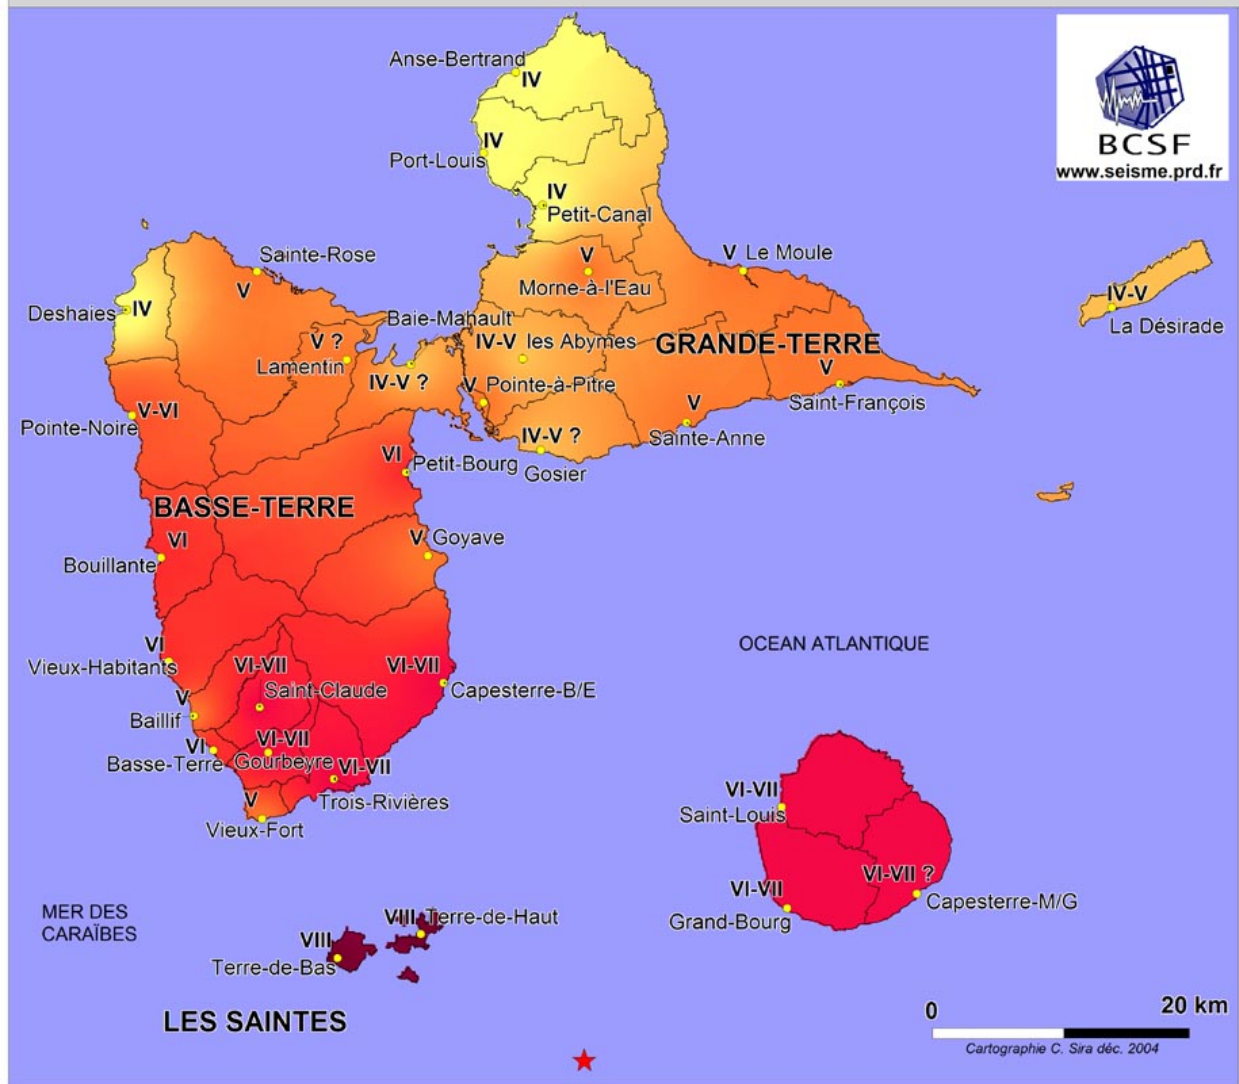 Anse-Bertrand
IV
BCSF
www.seisme.prd.fr
IV
Port-Louis
IV
Petit-Canal
Sainte-Rose
V
V Le Moule
V
Morne-à-l'Eau
Deshaies IV
IV-V
La Désirade
Baie-Mahault
V ?
Lamentin
IV-V les Abymes
GRANDE-TERRE
IV-V ?
V Pointe-à-Pitre
V
Saint-François
V-VI
Pointe-Noire
V
Sainte-Anne
IV-V ?
Gosier
VI Petit-Bourg
BASSE-TERRE
VI
Bouillante
V Goyave
OCEAN ATLANTIQUE
VI
Vieux-Habitants
VI-VII
Saint-Claude
VI-VII
Capesterre-B/E
V
Baillif
VI
Basse-Terre
VI-VII
Gourbeyre
VI-VII
Trois-Rivières
V
Vieux-Fort
VI-VII
Saint-Louis
VI-VII ?
Capesterre-M/G
VI-VII
Grand-Bourg
MER DES
CARAÏBES
VIII Terre-de-Haut
VIII
Terre-de-Bas
LES SAINTES
0 20 km
Cartographie C. Sira déc. 2004